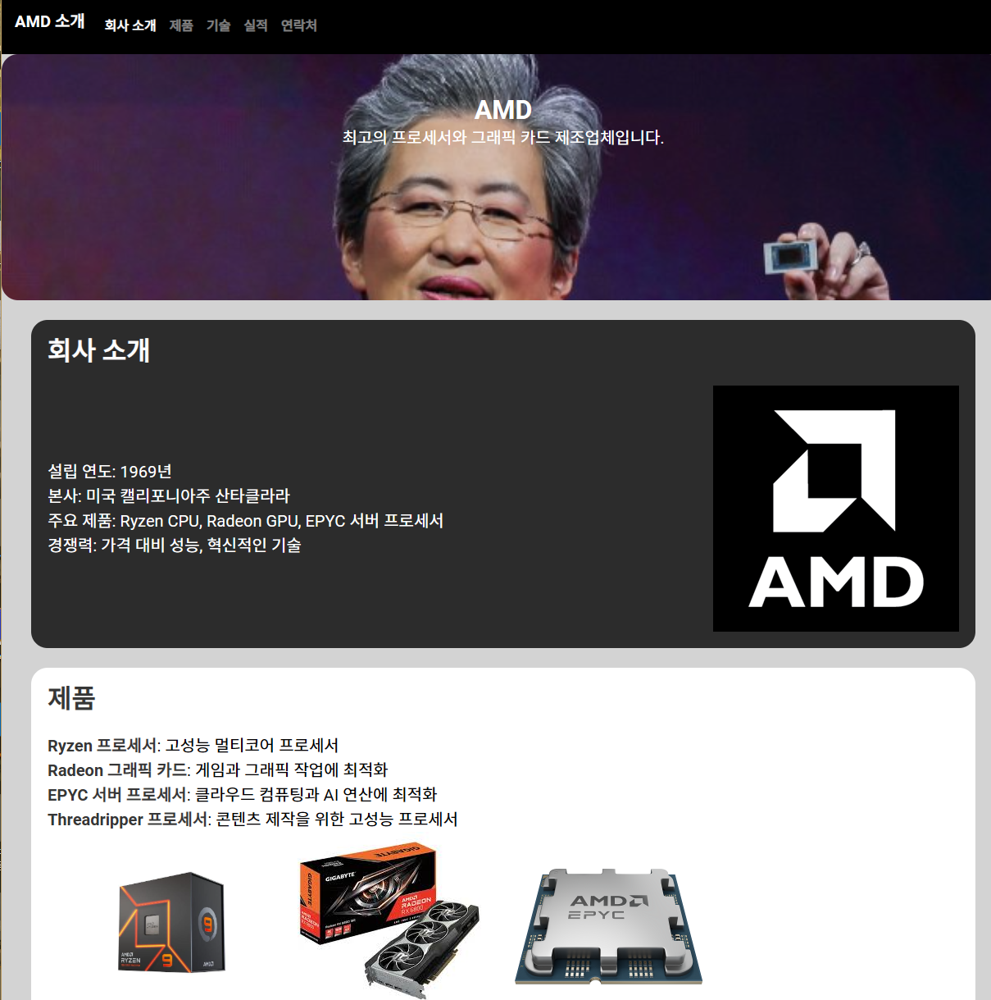 AMD 소개 회사 소개 제품 기술 실적 연락처
AMD
최고의 프로세서와 그래픽 카드 제조업체입니다.
회사 소개
설립 연도: 1969년
본사: 미국 캘리포니아주 산타클라라
주요 제품: Ryzen CPU, Radeon GPU, EPYC 서버 프로세서
경쟁력: 가격 대비 성능, 혁신적인 기술
AMD
제품
Ryzen 프로세서: 고성능 멀티코어 프로세서
Radeon 그래픽 카드: 게임과 그래픽 작업에 최적화
EPYC 서버 프로세서: 클라우드 컴퓨팅과 AI 연산에 최적화
Threadripper 프로세서: 콘텐츠 제작을 위한 고성능 프로세서
9
AMD
RYZEN
9
AMD
GIGABYTE
GIGABYTE
GIGABYTE
AMD
RADEON
RX 6800
AMD
EPYC